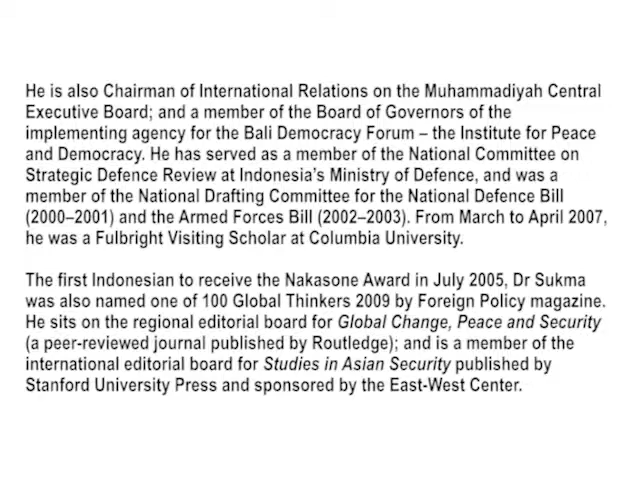 He is also Chairman of International Relations on the Muhammadiyah Central
Executive Board; and a member of the Board of Governors of the
implementing agency for the Bali Democracy Forum – the Institute for Peace
and Democracy. He has served as a member of the National Committee on
Strategic Defence Review at Indonesia's Ministry of Defence, and was a
member of the National Drafting Committee for the National Defence Bill
(2000–2001) and the Armed Forces Bill (2002–2003). From March to April 2007,
he was a Fulbright Visiting Scholar at Columbia University.
The first Indonesian to receive the Nakasone Award in July 2005, Dr Sukma
was also named one of 100 Global Thinkers 2009 by Foreign Policy magazine.
He sits on the regional editorial board for Global Change, Peace and Security
(a peer-reviewed journal published by Routledge); and is a member of the
international editorial board for Studies in Asian Security published by
Stanford University Press and sponsored by the East-West Center.